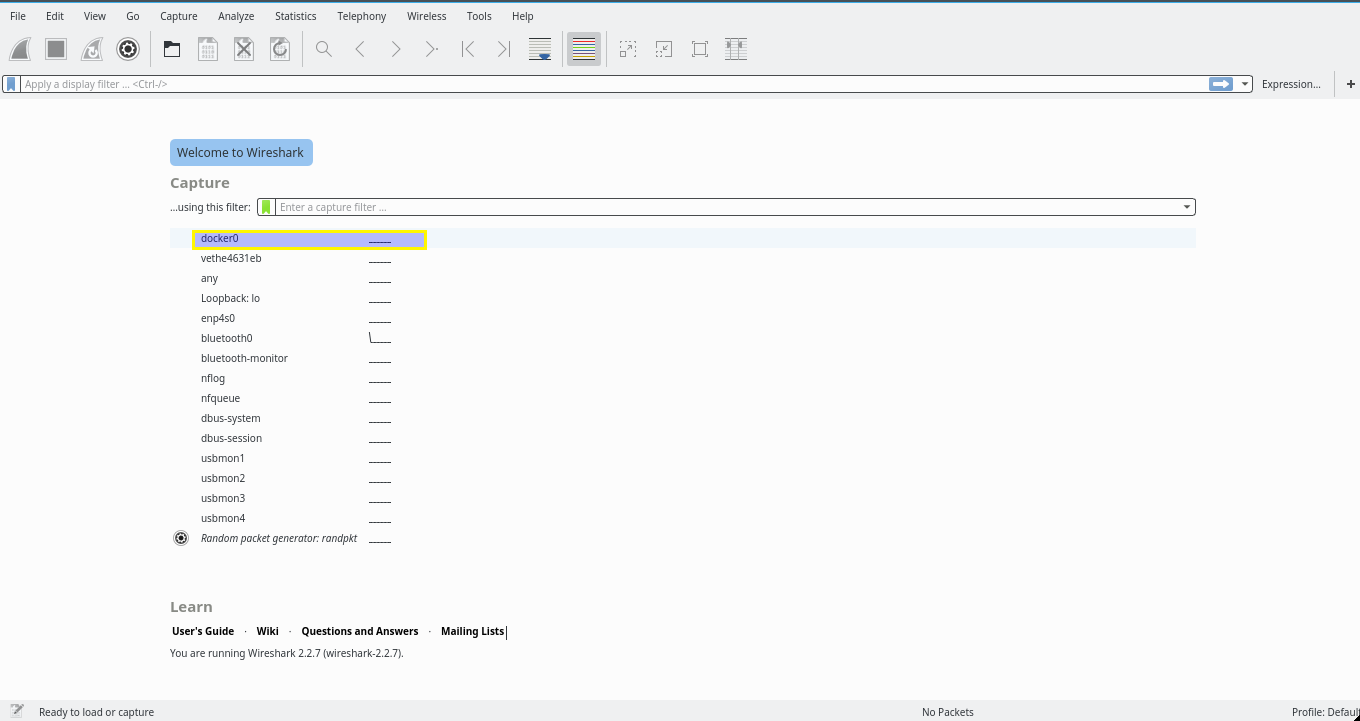 File Edit View Go Capture Analyze Statistics Telephony Wireless Tools Help
Apply a display filter ... <Ctrl-/> Expression... +
Welcome to Wireshark
Capture
...using this filter: Enter a capture filter ...
docker0
vethe4631eb
any
Loopback: lo
enp4s0
bluetooth0
bluetooth-monitor
nflog
nfqueue
dbus-system
dbus-session
usbmon1
usbmon2
usbmon3
usbmon4
Random packet generator: randpkt
Learn
User's Guide · Wiki · Questions and Answers · Mailing Lists
You are running Wireshark 2.2.7 (wireshark-2.2.7).
Ready to load or capture No Packets Profile: Defaul